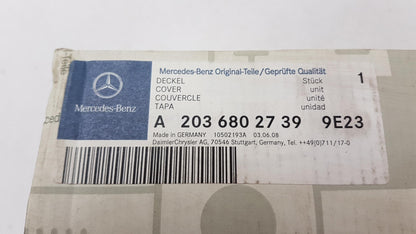 Mercedes-Benz
Mercedes-Benz Original-Teile/Geprüfte Qualität
DECKEL Stück 1
COVER unit
COUVERCLE unité
TAPA unidad
A 203 680 27 39 9E23
Made in GERMANY 10502193A 03.06.08
DaimlerChrysler AG, 70546 Stuttgart, Germany, Tel. ++49(0)711/17-0